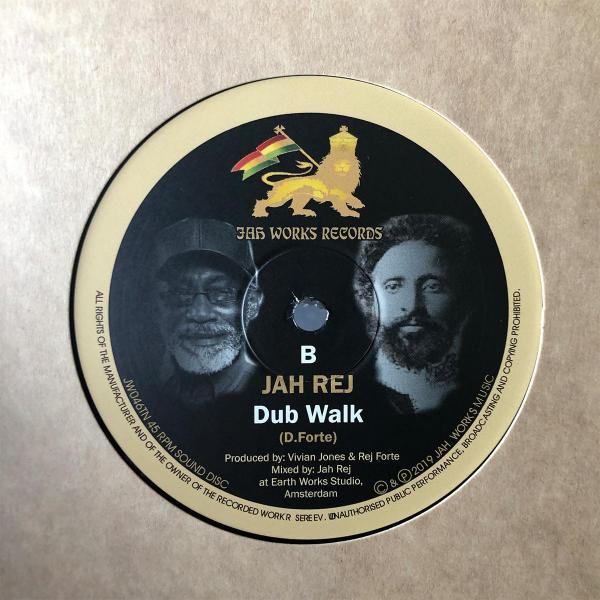 JAH WORKS RECORDS
B
JAH REJ
Dub Walk
(D.Forte)
Produced by: Vivian Jones & Rej Forte
Mixed by: Jah Rej
at Earth Works Studio,
Amsterdam
JW046TN 45 RPM SOUND DISC
© & ℗ 2019 JAH WORKS MUSIC
ALL RIGHTS OF THE MANUFACTURER AND OF THE OWNER OF THE RECORDED WORK R SEREEV. UNAUTHORISED PUBLIC PERFORMANCE, BROADCASTING AND COPYING PROHIBITED.